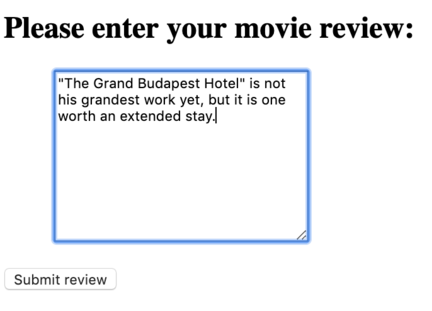 Please enter your movie review:
"The Grand Budapest Hotel" is not
his grandest work yet, but it is one
worth an extended stay.
Submit review